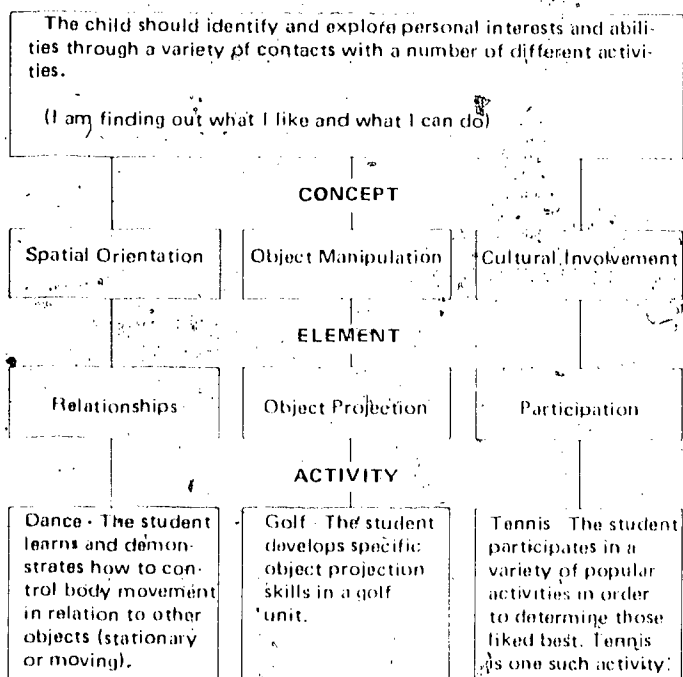 The child should identify and explore personal interests and abili-
ties through a variety of contacts with a number of different activi-
ties.
(I am finding out what I like and what I can do)
CONCEPT
Spatial Orientation
Object Manipulation
Cultural Involvement
ELEMENT
Relationships
Object Projection
Participation
ACTIVITY
Dance - The student
learns and demon-
strates how to con-
trol body movement
in relation to other
objects (stationary
or moving).
Golf - The student
develops specific
object projection
skills in a golf
unit.
Tennis The student
participates in a
variety of popular
activities in order
to determine those
liked best. Tennis
is one such activity.